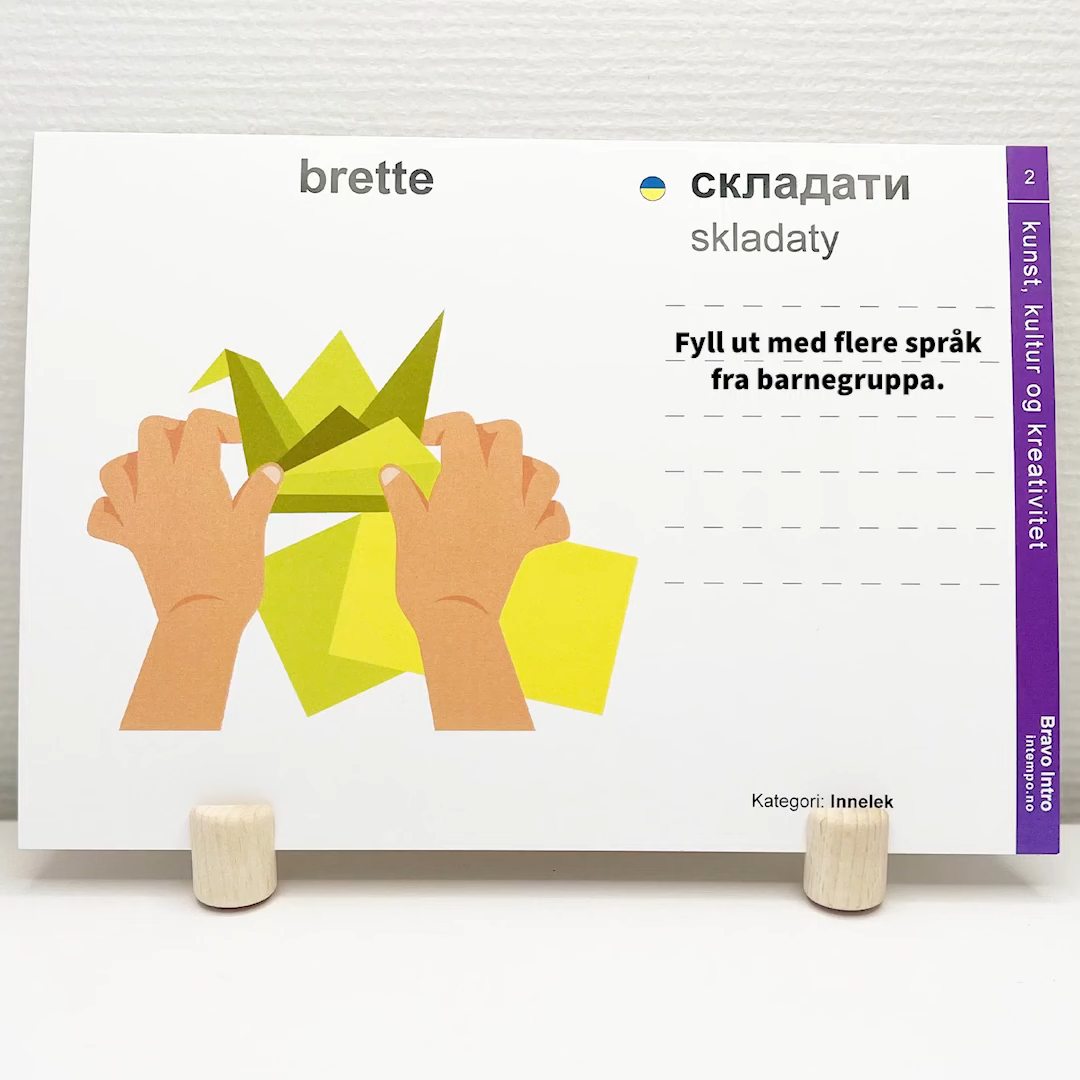 brette
складати
skladaty
Fyll ut med flere språk
fra barnegruppa.
Kategori: Innelek
2
kunst, kultur og kreativitet
Bravo Intro
intempo.no